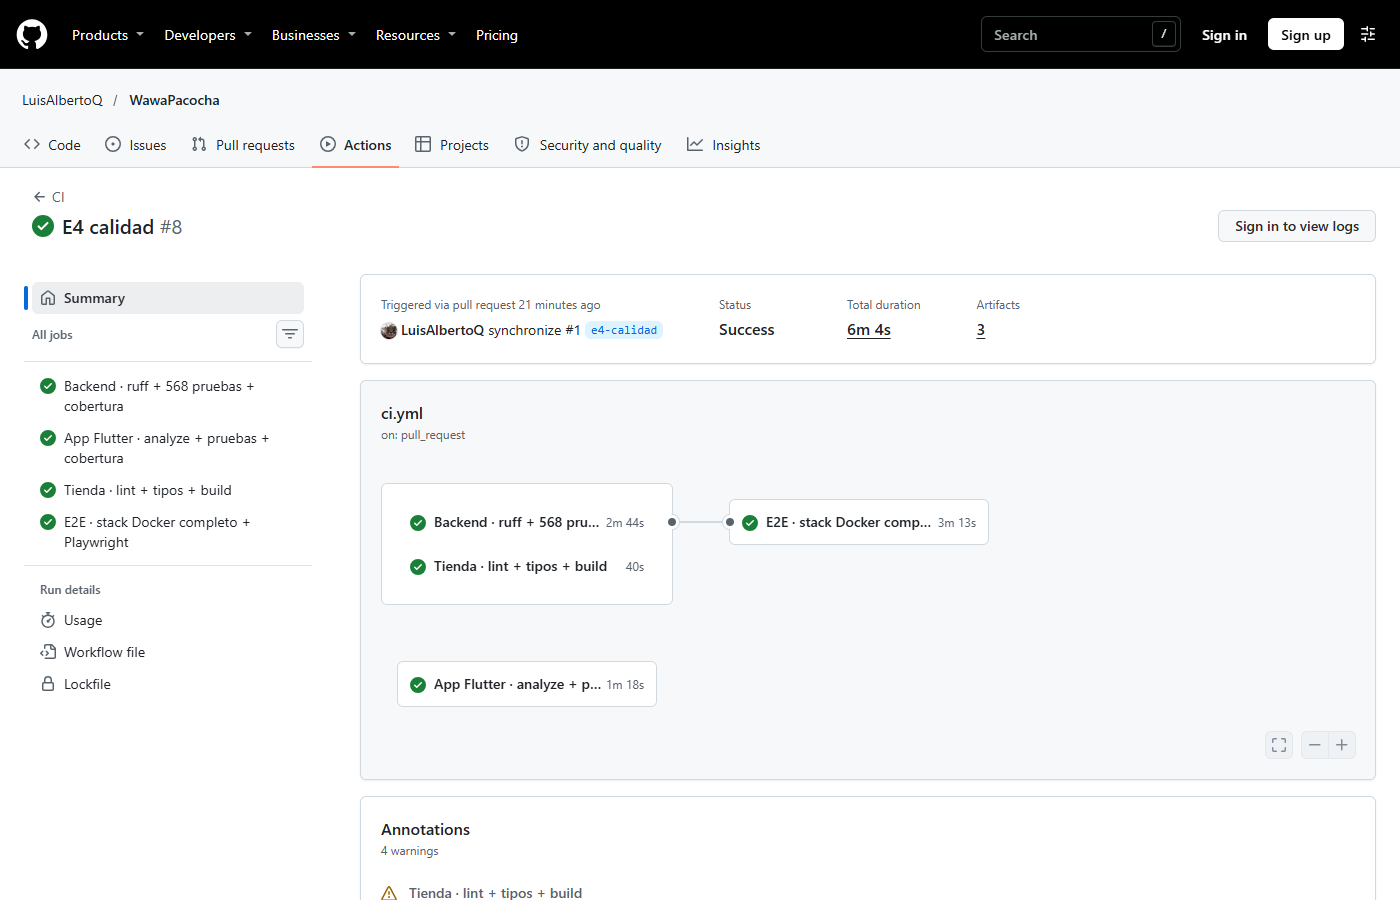 Products
Developers
Businesses
Resources
Pricing
Search
/
Sign in
Sign up
LuisAlbertoQ / WawaPacocha
Code
Issues
Pull requests
Actions
Projects
Security and quality
Insights
CI
E4 calidad #8
Sign in to view logs
Summary
All jobs
Backend · ruff + 568 pruebas +
cobertura
App Flutter · analyze + pruebas +
cobertura
Tienda · lint + tipos + build
E2E · stack Docker completo +
Playwright
Run details
Usage
Workflow file
Lockfile
Triggered via pull request 21 minutes ago
LuisAlbertoQ synchronize #1 e4-calidad
Status
Success
Total duration
6m 4s
Artifacts
3
ci.yml
on: pull_request
Backend · ruff + 568 pru... 2m 44s
Tienda · lint + tipos + build 40s
E2E · stack Docker comp... 3m 13s
App Flutter · analyze + p... 1m 18s
Annotations
4 warnings
Tienda · lint + tipos + build